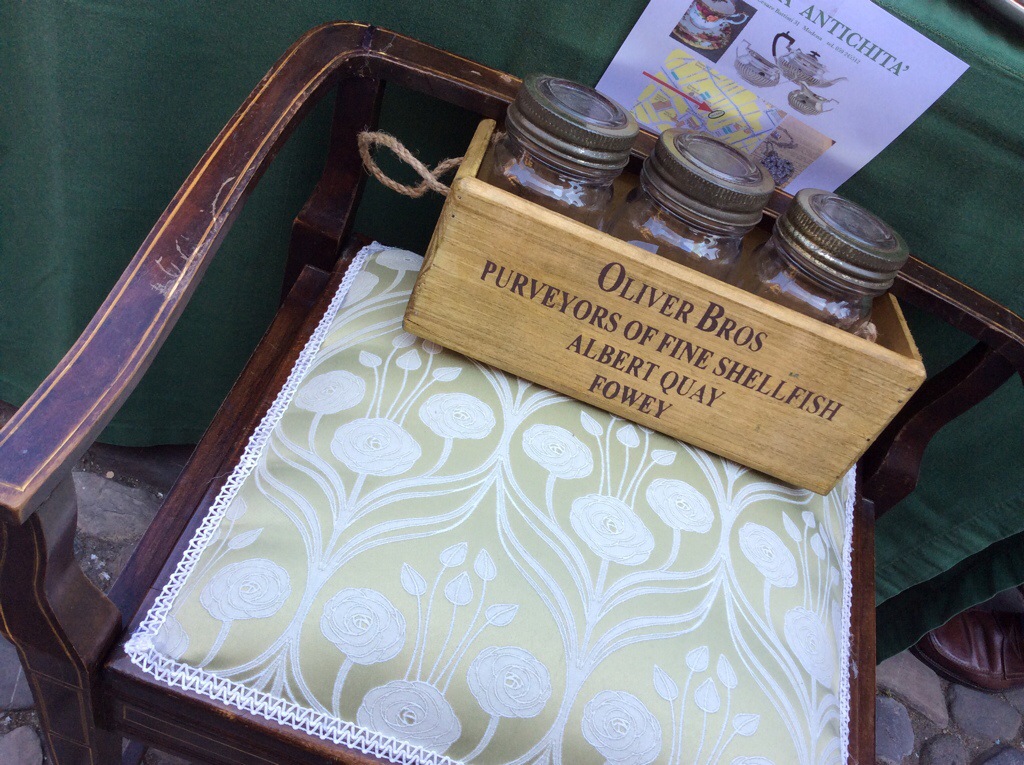 ANTICHITA'
OLIVER BROS
PURVEYORS OF FINE SHELLFISH
ALBERT QUAY
FOWEY